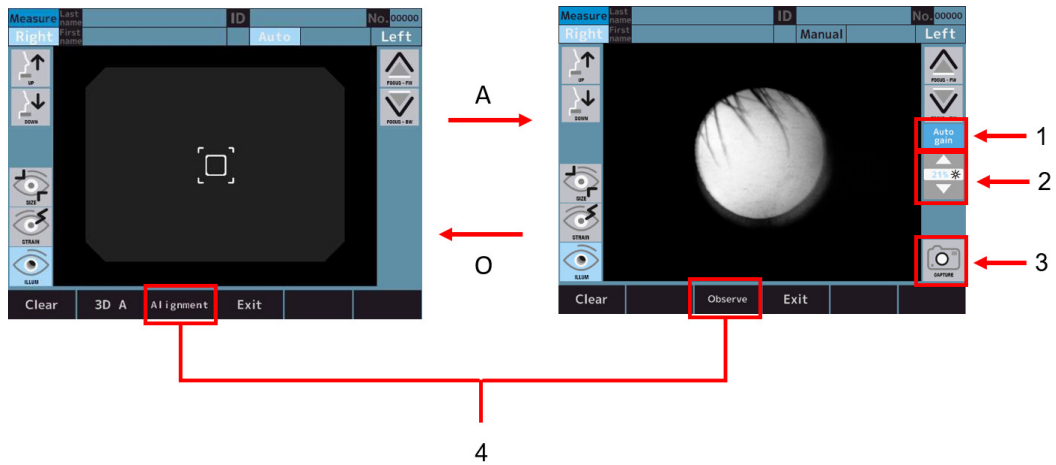 Measure Last name ID No. 00000
Right First name Auto Left
UP
FOCUS - FW
DOWN
FOCUS - BW
SIZE
STRAIN
ILLUM
Clear 3D A Alignment Exit
A
O
Measure Last name ID No. 00000
Right First name Manual Left
UP
FOCUS - FW
DOWN
Auto gain
1
21%
2
SIZE
STRAIN
ILLUM
CAPTURE
3
Clear Observe Exit
4